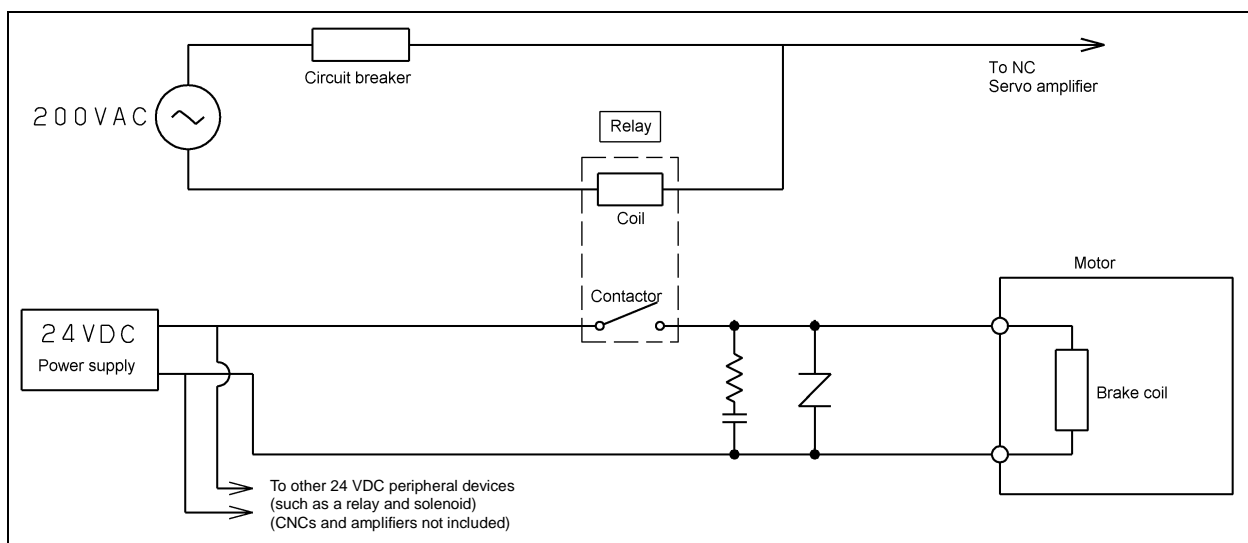 Circuit breaker
To NC
Servo amplifier
200VAC
Relay
Coil
Motor
Contactor
24VDC
Power supply
Brake coil
To other 24 VDC peripheral devices
(such as a relay and solenoid)
(CNCs and amplifiers not included)